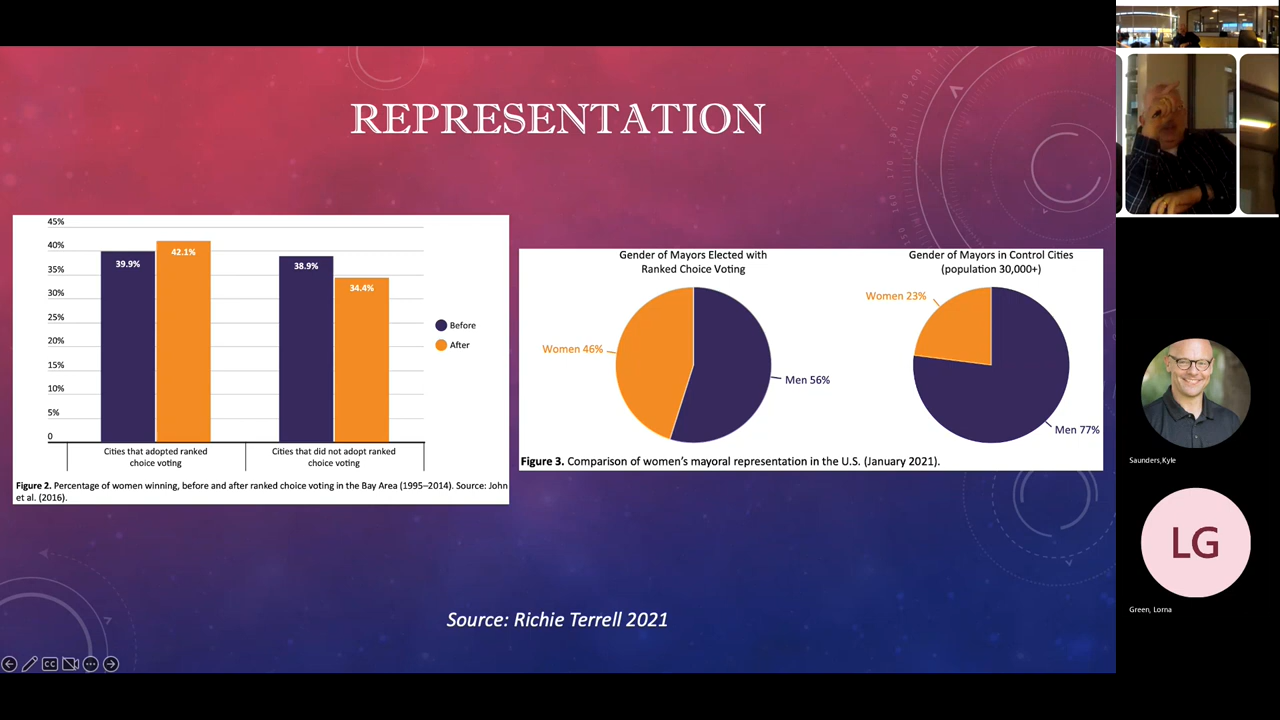 REPRESENTATION
45%
40%
35%
30%
25%
20%
15%
10%
5%
0
39.9%
42.1%
38.9%
34.4%
Before
After
Cities that adopted ranked
choice voting
Cities that did not adopt ranked
choice voting
Figure 2. Percentage of women winning, before and after ranked choice voting in the Bay Area (1995–2014). Source: John
et al. (2016).
Gender of Mayors Elected with
Ranked Choice Voting
Women 46%
Men 56%
Gender of Mayors in Control Cities
(population 30,000+)
Women 23%
Men 77%
Figure 3. Comparison of women's mayoral representation in the U.S. (January 2021).
Source: Richie Terrell 2021
CC
Saunders,Kyle
LG
Green, Lorna